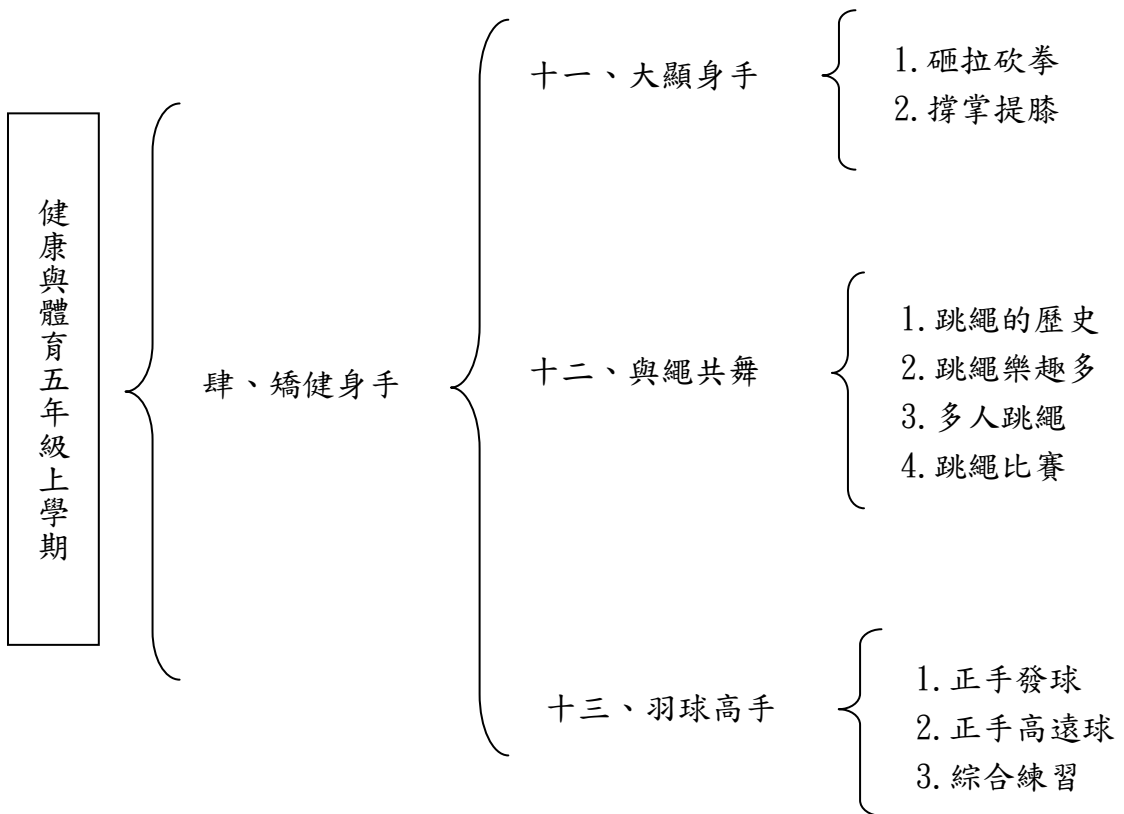 健康與體育五年級上學期
肆、矯健身手
十一、大顯身手
1.砸拉砍拳
2.撐掌提膝
十二、與繩共舞
1.跳繩的歷史
2.跳繩樂趣多
3.多人跳繩
4.跳繩比賽
十三、羽球高手
1.正手發球
2.正手高遠球
3.綜合練習